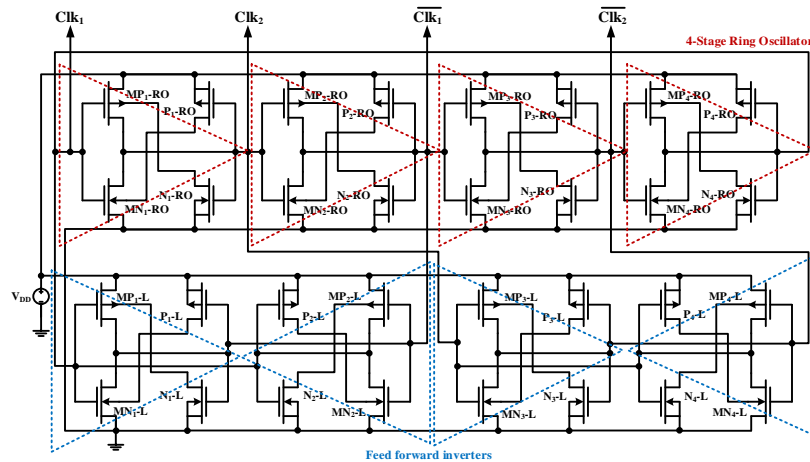 Clk1 Clk2 Clk1 Clk2
4-Stage Ring Oscillator
MP1-RO MP2-RO MP3-RO MP4-RO
P1-RO P2-RO P3-RO P4-RO
N1-RO N2-RO N3-RO N4-RO
MN1-RO MN2-RO MN3-RO MN4-RO
VDD
MP1-L MP2-L MP3-L MP4-L
P1-L P2-L P3-L P4-L
N1-L N2-L N3-L N4-L
MN1-L MN2-L MN3-L MN4-L
Feed forward inverters